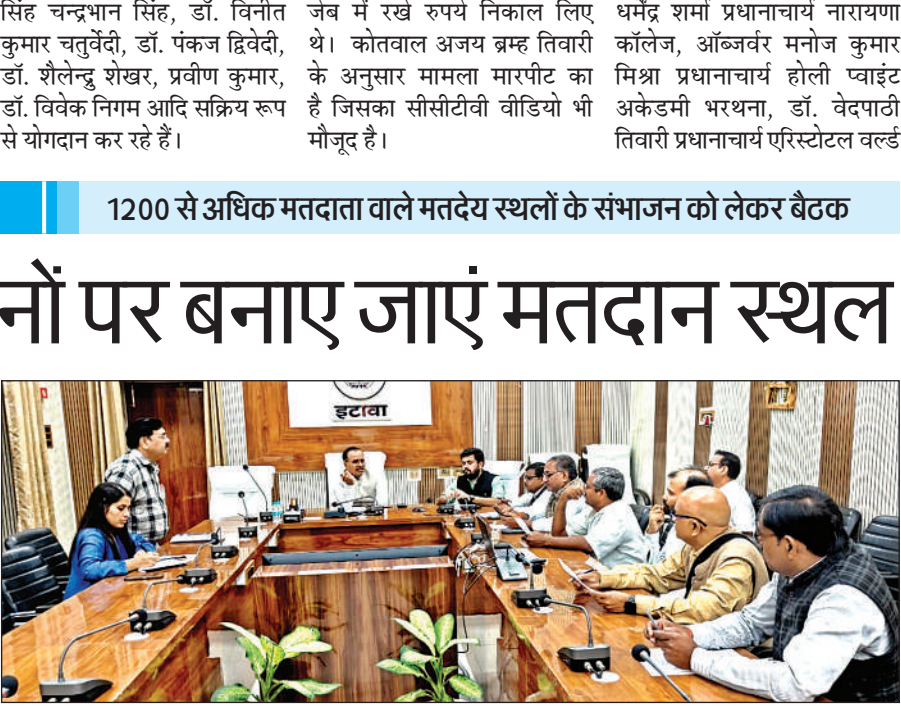 सिंह चन्द्रभान सिंह, डॉ. विनीत
कुमार चतुर्वेदी, डॉ. पंकज द्विवेदी,
डॉ. शैलेन्द्र शेखर, प्रवीण कुमार,
डॉ. विवेक निगम आदि सक्रिय रूप
से योगदान कर रहे हैं।
जेब में रखे रुपये निकाल लिए
थे। कोतवाल अजय ब्रम्ह तिवारी
के अनुसार मामला मारपीट का
है जिसका सीसीटीवी वीडियो भी
मौजूद है।
धर्मेंद्र शर्मा प्रधानाचार्य नारायणा
कॉलेज, ऑब्जर्वर मनोज कुमार
मिश्रा प्रधानाचार्य होली प्वाइंट
अकेडमी भरथना, डॉ. वेदपाठी
तिवारी प्रधानाचार्य एरिस्टोटल वर्ल्ड
1200 से अधिक मतदाता वाले मतदेय स्थलों के संभाजन को लेकर बैठक
नों पर बनाए जाएं मतदान स्थल
इटावा